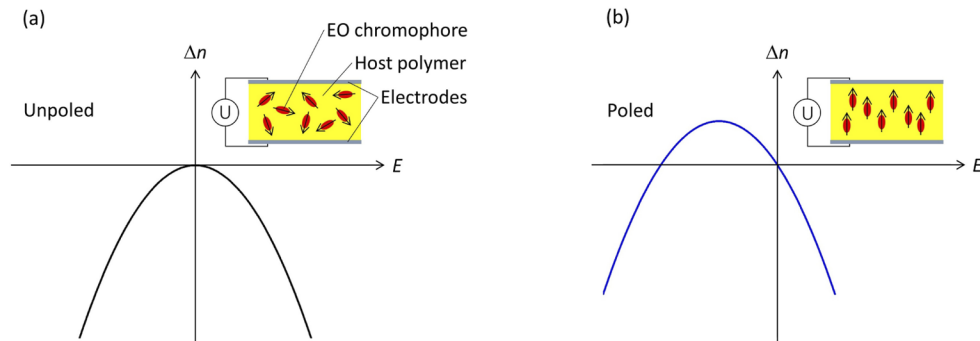 (a)
Δn
EO chromophore
Host polymer
Electrodes
Unpoled
U
E
(b)
Δn
Poled
U
E